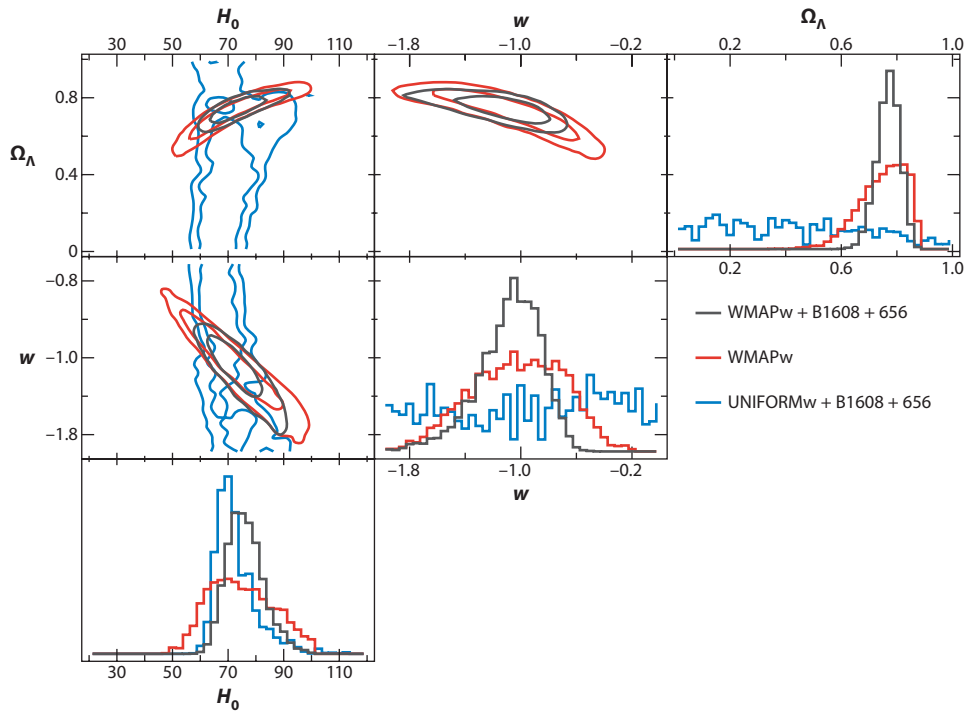 H0 w ΩΛ
30 50 70 90 110 −1.8 −1.0 −0.2 0.2 0.6 1.0
0.8
ΩΛ 0.4
0
0.2 0.6 1.0
−0.8
w −1.0
−1.8
WMAPw + B1608 + 656
WMAPw
UNIFORMw + B1608 + 656
−1.8 −1.0 −0.2
w
30 50 70 90 110
H0